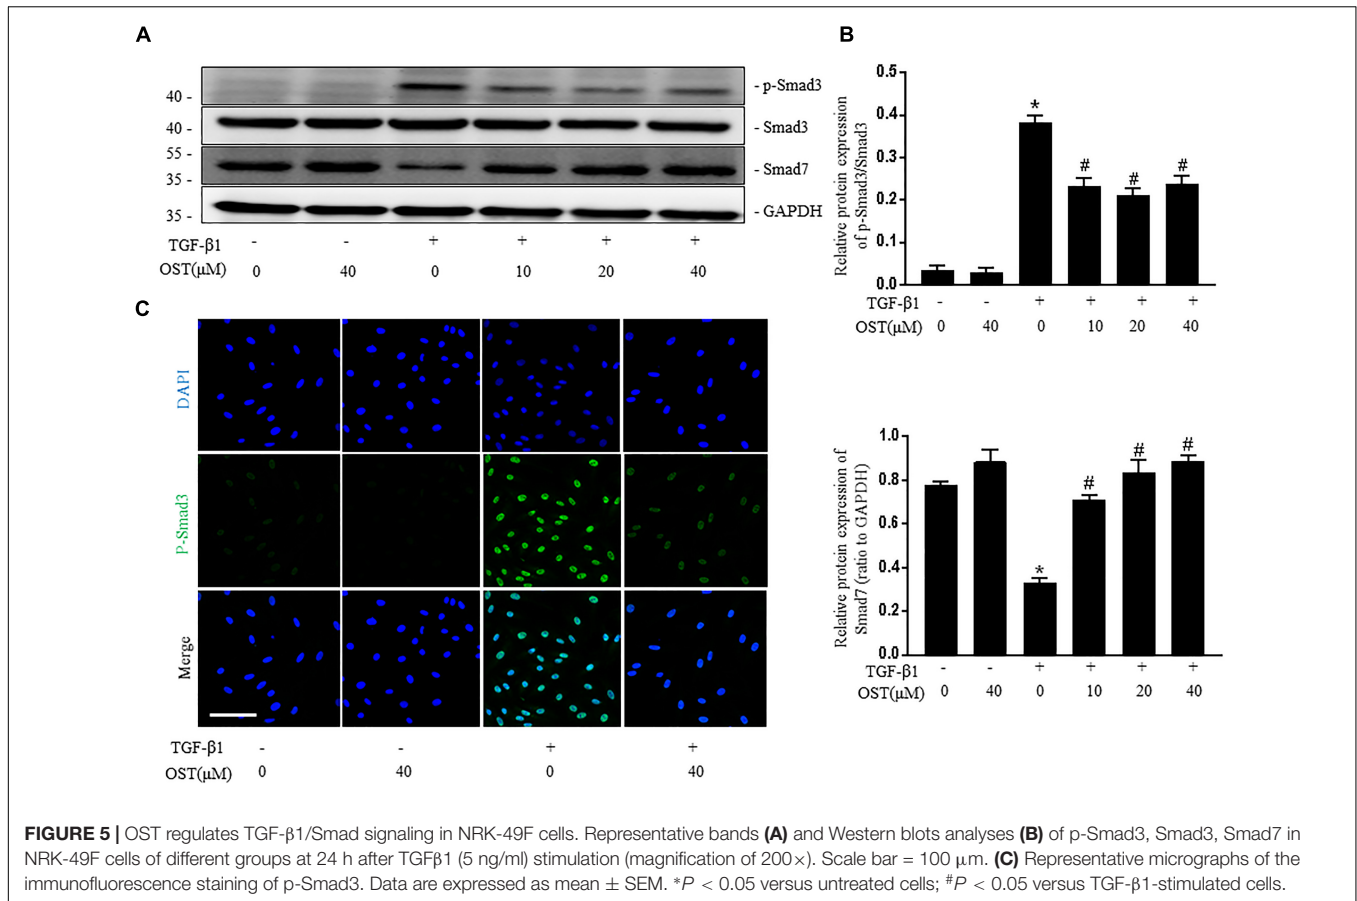 A
40 -
- p-Smad3
40 -
- Smad3
55 -
35 -
- Smad7
35 -
- GAPDH
TGF-β1 - - + + + +
OST(μM) 0 40 0 10 20 40
B
Relative protein expression
of p-Smad3/Smad3
0.5
0.4
0.3
0.2
0.1
0.0
*
#
#
#
TGF-β1 - - + + + +
OST(μM) 0 40 0 10 20 40
Relative protein expression of
Smad7 (ratio to GAPDH)
1.0
0.8
0.6
0.4
0.2
0.0
*
#
#
#
TGF-β1 - - + + + +
OST(μM) 0 40 0 10 20 40
C
DAPI
P-Smad3
Merge
TGF-β1 - - + +
OST(μM) 0 40 0 40
FIGURE 5 | OST regulates TGF-β1/Smad signaling in NRK-49F cells. Representative bands (A) and Western blots analyses (B) of p-Smad3, Smad3, Smad7 in
NRK-49F cells of different groups at 24 h after TGFβ1 (5 ng/ml) stimulation (magnification of 200×). Scale bar = 100 μm. (C) Representative micrographs of the
immunofluorescence staining of p-Smad3. Data are expressed as mean ± SEM. *P < 0.05 versus untreated cells; #P < 0.05 versus TGF-β1-stimulated cells.